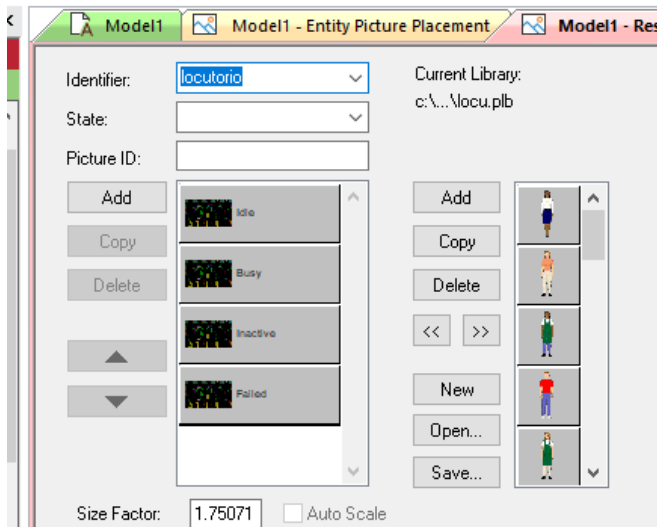 Model1
Model1 - Entity Picture Placement
Model1 - Res
Identifier:
locutorio
Current Library:
c:\...\locu.plb
State:
Picture ID:
Add
Copy
Delete
Idle
Busy
Inactive
Failed
Add
Copy
Delete
<<
>>
New
Open...
Save...
Size Factor:
1.75071
Auto Scale